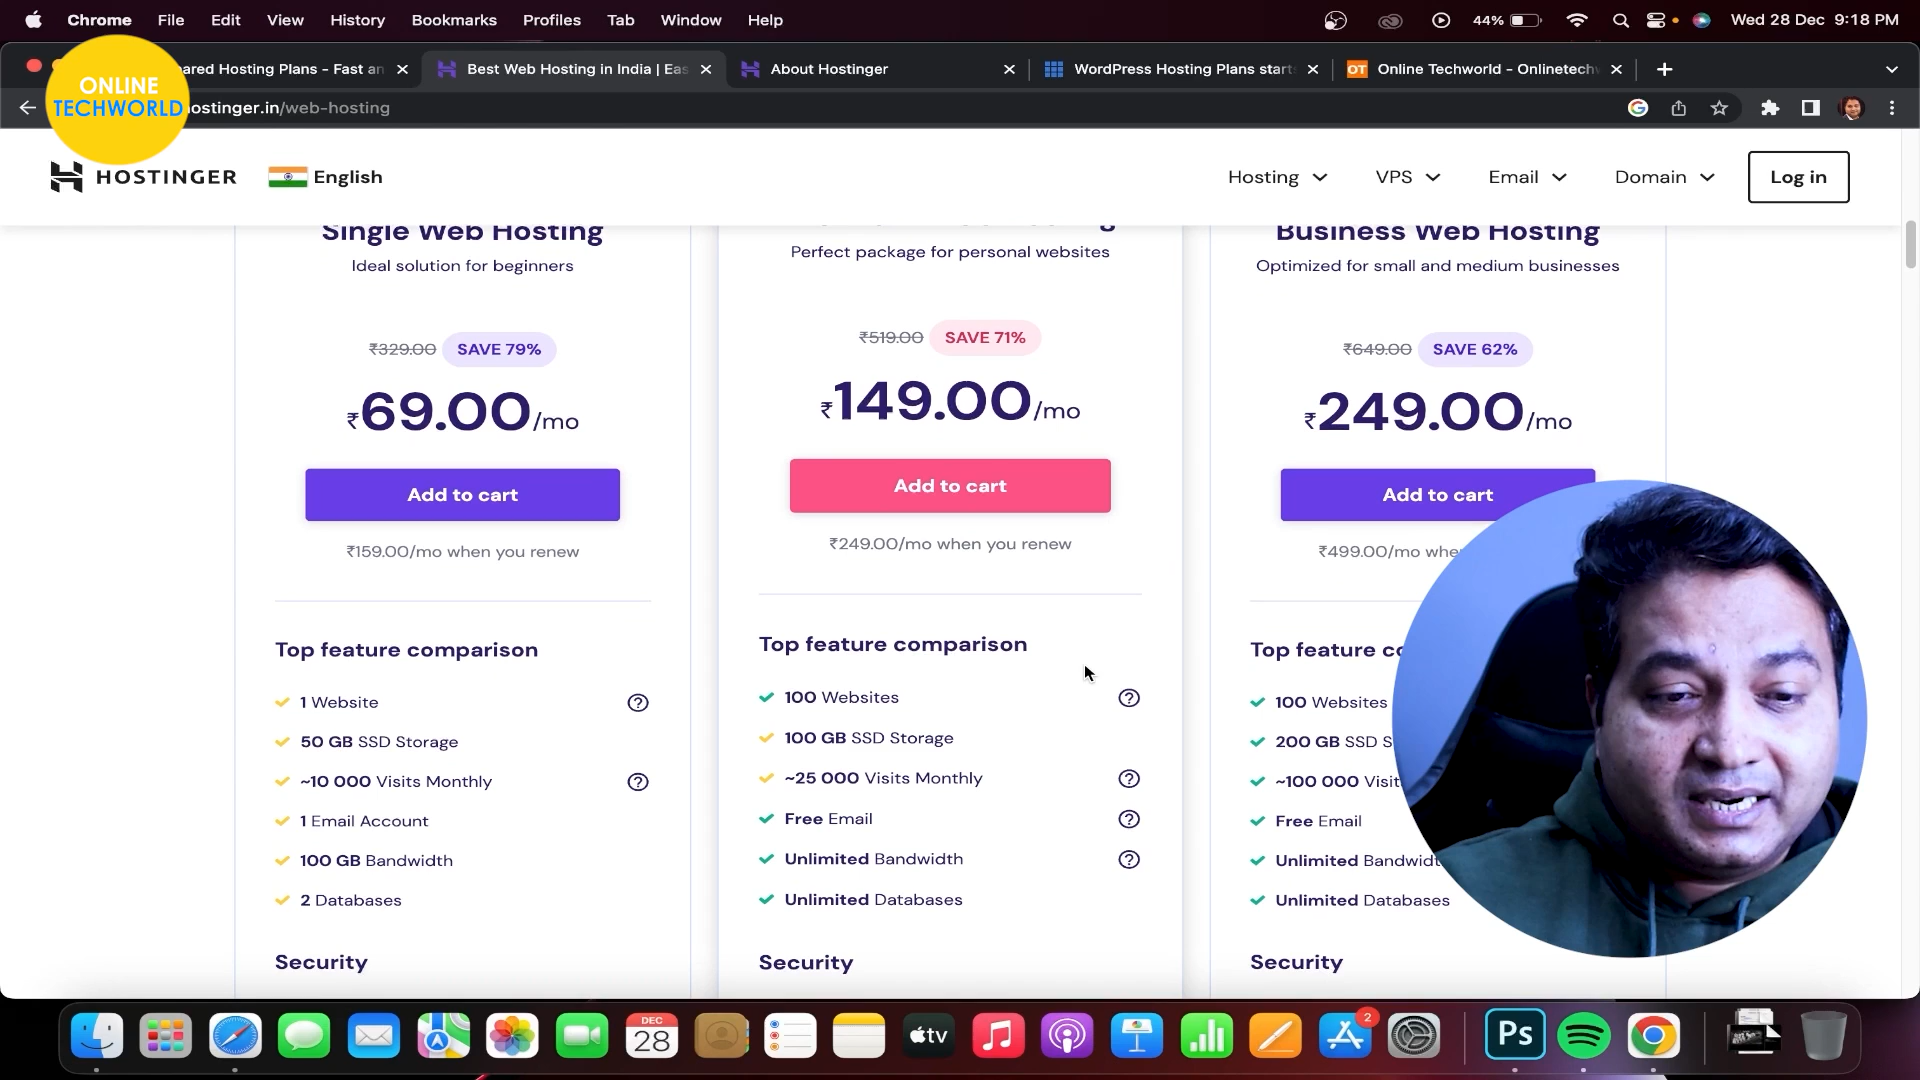 Chrome File Edit View History Bookmarks Profiles Tab Window Help 44% Wed 28 Dec 9:18 PM
ONLINE
TECHWORLD
ared Hosting Plans - Fast an
Best Web Hosting in India | Eas
About Hostinger
WordPress Hosting Plans start
OT Online Techworld - Onlinetech
ostinger.in/web-hosting
HOSTINGER English Hosting VPS Email Domain Log in
Single Web Hosting
Ideal solution for beginners
₹329.00 SAVE 79%
₹69.00/mo
Add to cart
₹159.00/mo when you renew
Top feature comparison
1 Website
50 GB SSD Storage
~10 000 Visits Monthly
1 Email Account
100 GB Bandwidth
2 Databases
Security
Perfect package for personal websites
₹519.00 SAVE 71%
₹149.00/mo
Add to cart
₹249.00/mo when you renew
Top feature comparison
100 Websites
100 GB SSD Storage
~25 000 Visits Monthly
Free Email
Unlimited Bandwidth
Unlimited Databases
Security
Business Web Hosting
Optimized for small and medium businesses
₹649.00 SAVE 62%
₹249.00/mo
Add to cart
₹499.00/mo whe
Top feature co
100 Websites
200 GB SSD S
~100 000 Visit
Free Email
Unlimited Bandwidt
Unlimited Databases
Security
DEC
28
tv
2
Ps